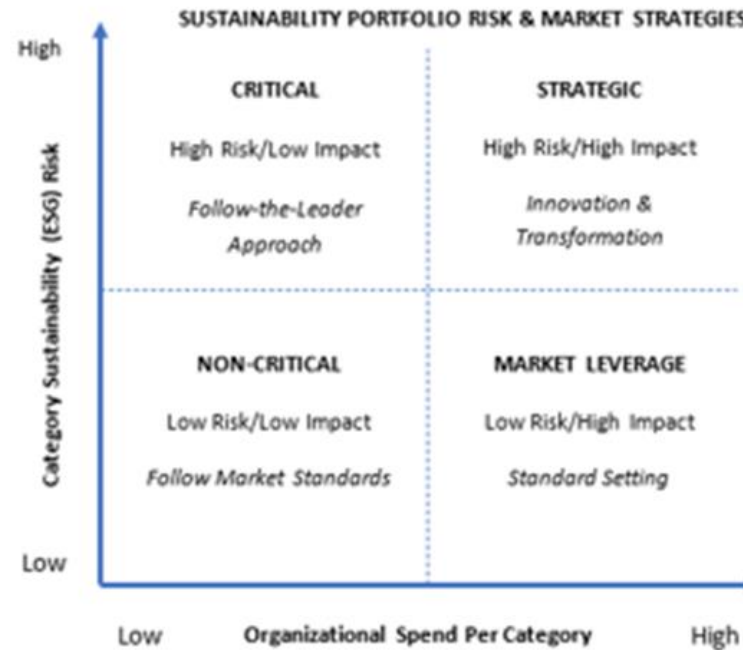 SUSTAINABILITY PORTFOLIO RISK & MARKET STRATEGIES
High
CRITICAL
High Risk/Low Impact
Follow-the-Leader
Approach
STRATEGIC
High Risk/High Impact
Innovation &
Transformation
Category Sustainability (ESG) Risk
NON-CRITICAL
Low Risk/Low Impact
Follow Market Standards
MARKET LEVERAGE
Low Risk/High Impact
Standard Setting
Low
Low
Organizational Spend Per Category
High